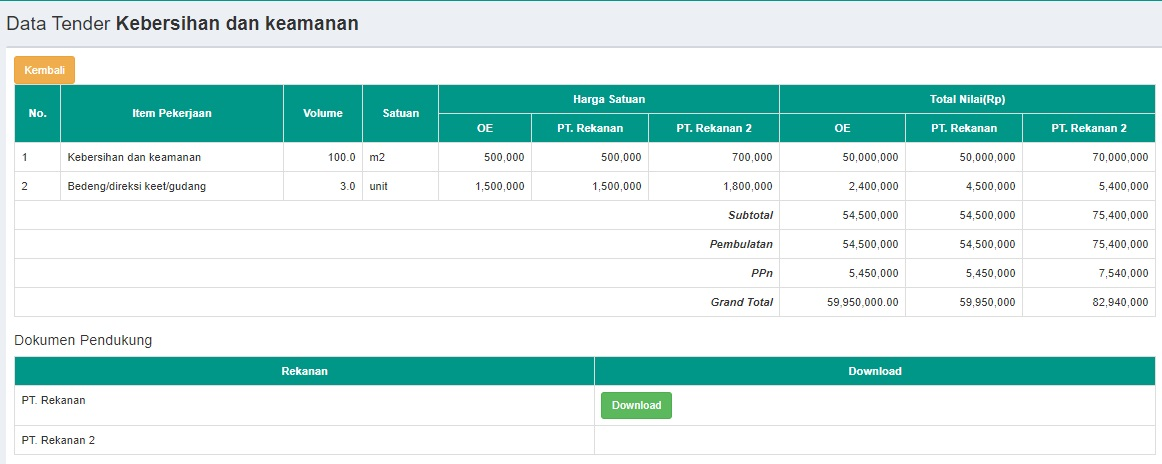 Data Tender Kebersihan dan keamanan
Kembali
No. Item Pekerjaan Volume Satuan Harga Satuan Total Nilai(Rp)
OE PT. Rekanan PT. Rekanan 2 OE PT. Rekanan PT. Rekanan 2
1 Kebersihan dan keamanan 100.0 m2 500,000 500,000 700,000 50,000,000 50,000,000 70,000,000
2 Bedeng/direksi keet/gudang 3.0 unit 1,500,000 1,500,000 1,800,000 2,400,000 4,500,000 5,400,000
Subtotal 54,500,000 54,500,000 75,400,000
Pembulatan 54,500,000 54,500,000 75,400,000
PPn 5,450,000 5,450,000 7,540,000
Grand Total 59,950,000.00 59,950,000 82,940,000
Dokumen Pendukung
Rekanan Download
PT. Rekanan Download
PT. Rekanan 2